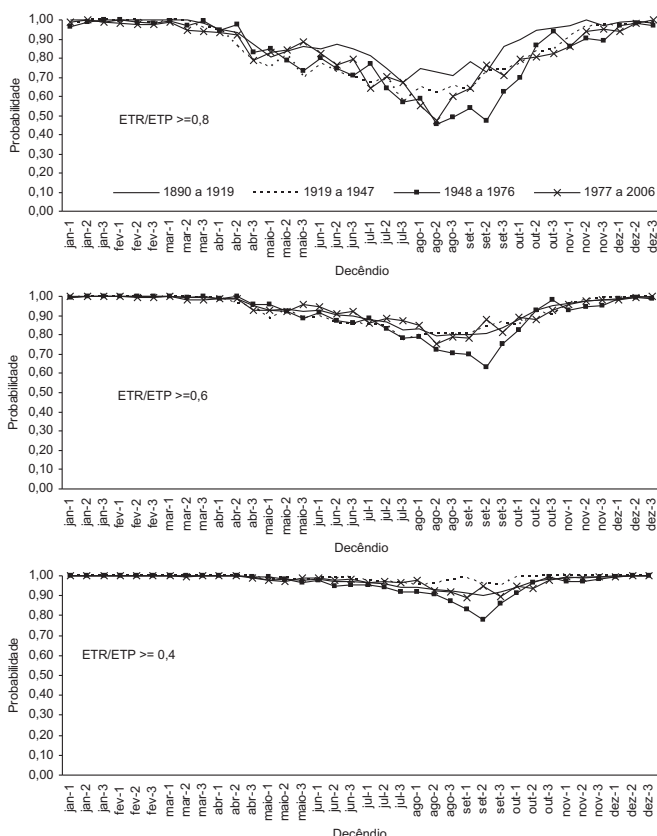 1,00
0,90
0,80
0,70
0,60
0,50
0,40
0,30
0,20
0,10
0,00
Probabilidade
ETR/ETP >=0,8
1890 a 1919 1919 a 1947 1948 a 1976 1977 a 2006
jan-1 jan-2 jan-3 fev-1 fev-2 fev-3 mar-1 mar-2 mar-3 abr-1 abr-2 abr-3 maio-1 maio-2 maio-3 jun-1 jun-2 jun-3 jul-1 jul-2 jul-3 ago-1 ago-2 ago-3 set-1 set-2 set-3 out-1 out-2 out-3 nov-1 nov-2 nov-3 dez-1 dez-2 dez-3
Decêndio
1,00
0,90
0,80
0,70
0,60
0,50
0,40
0,30
0,20
0,10
0,00
Probabilidade
ETR/ETP >=0,6
jan-1 jan-2 jan-3 fev-1 fev-2 fev-3 mar-1 mar-2 mar-3 abr-1 abr-2 abr-3 maio-1 maio-2 maio-3 jun-1 jun-2 jun-3 jul-1 jul-2 jul-3 ago-1 ago-2 ago-3 set-1 set-2 set-3 out-1 out-2 out-3 nov-1 nov-2 nov-3 dez-1 dez-2 dez-3
Decêndio
1,00
0,90
0,80
0,70
0,60
0,50
0,40
0,30
0,20
0,10
0,00
Probabilidade
ETR/ETP >= 0,4
jan-1 jan-2 jan-3 fev-1 fev-2 fev-3 mar-1 mar-2 mar-3 abr-1 abr-2 abr-3 maio-1 maio-2 maio-3 jun-1 jun-2 jun-3 jul-1 jul-2 jul-3 ago-1 ago-2 ago-3 set-1 set-2 set-3 out-1 out-2 out-3 nov-1 nov-2 nov-3 dez-1 dez-2 dez-3
Decêndio